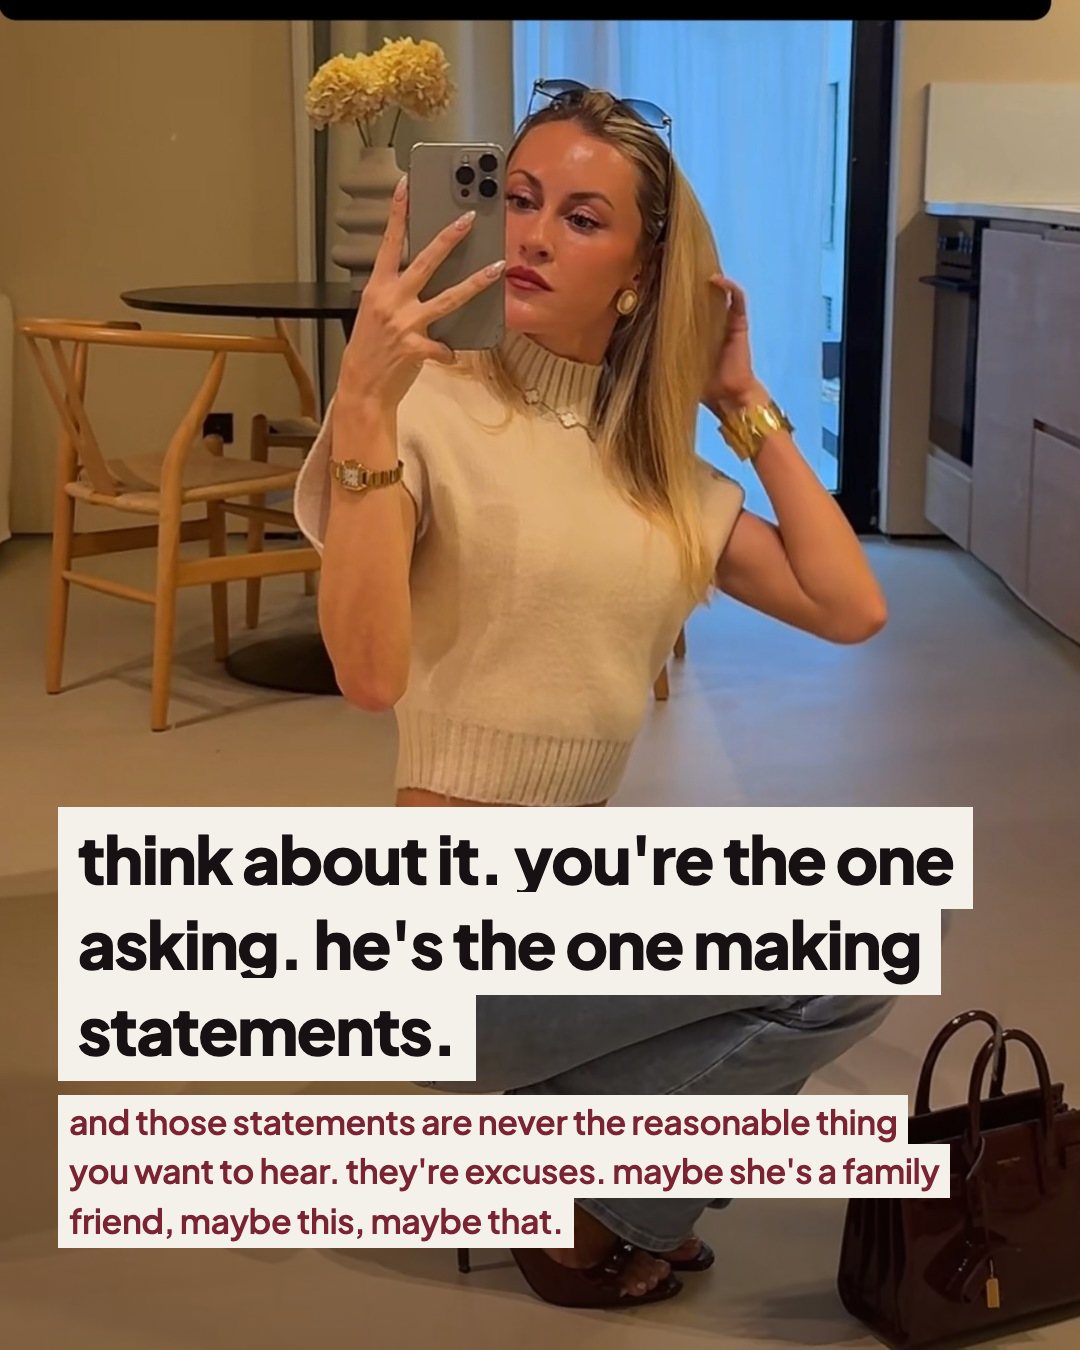 think about it. you're the one
asking. he's the one making
statements.
and those statements are never the reasonable thing
you want to hear. they're excuses. maybe she's a family
friend, maybe this, maybe that.